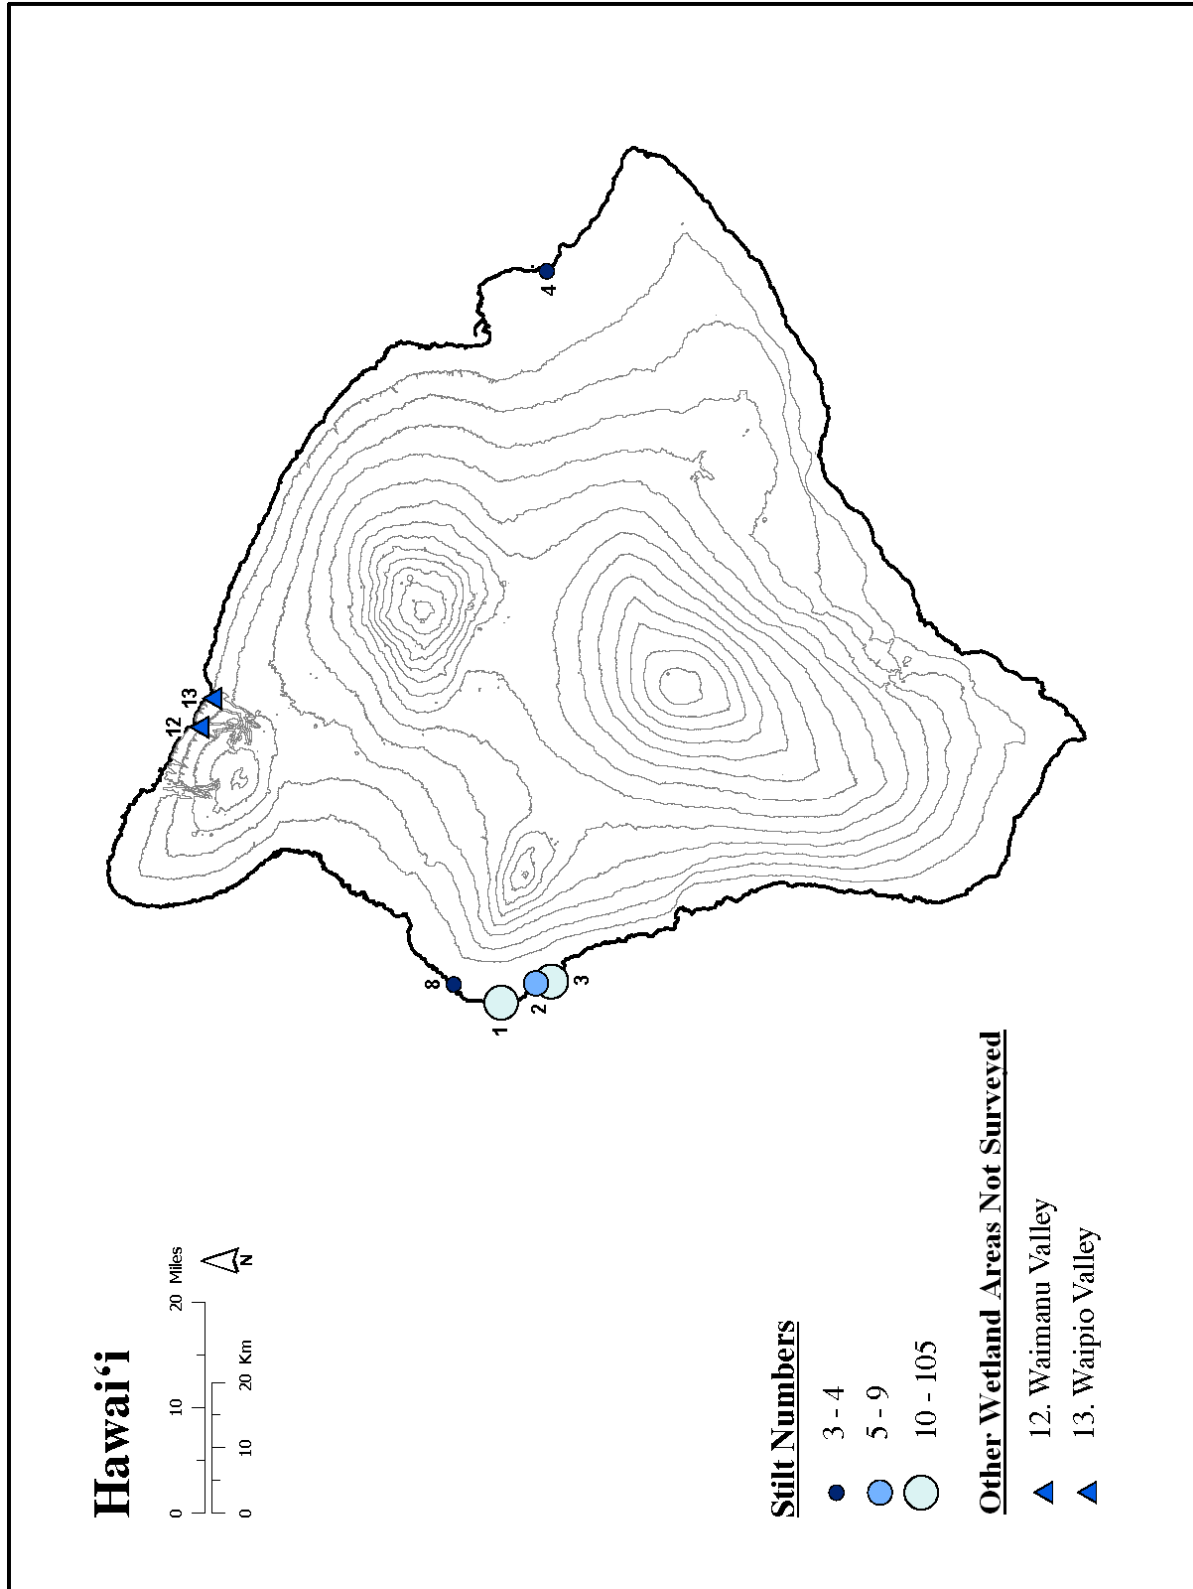 Hawaiʻi
0 10 20 Miles
0 10 20 Km
N
12
13
8
1
2
3
4
Stilt Numbers
3 - 4
5 - 9
10 - 105
Other Wetland Areas Not Surveyed
12. Waimanu Valley
13. Waipio Valley